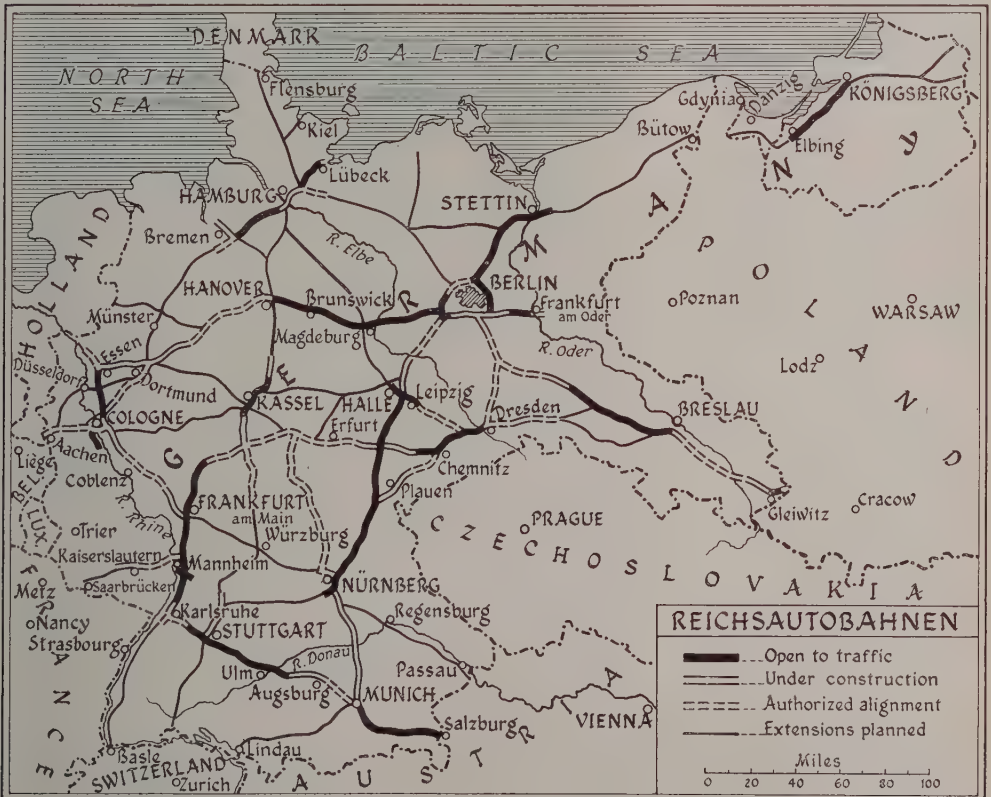 DENMARK
BALTIC SEA
NORTH
SEA
Flensburg
Kiel
Lübeck
HAMBURG
Bremen
R. Elbe
STETTIN
Bütow
Gdynia
Danzig
KÖNIGSBERG
Elbing
HOLLAND
GERMANY
POLAND
HANOVER
Brunswick
Magdeburg
BERLIN
Frankfurt
am Oder
R. Oder
Poznan
WARSAW
Lodz
Münster
Essen
Düsseldorf
Dortmund
COLOGNE
Aachen
Liège
KASSEL
HALLE
Leipzig
Erfurt
Dresden
BRESLAU
Chemnitz
Plauen
Gleiwitz
Cracow
Coblenz
R. Rhine
BELG
LUX.
Trier
FRANKFURT
am Main
Würzburg
PRAGUE
CZECHOSLOVAKIA
Kaiserslautern
Mannheim
Saarbrücken
Metz
Nancy
Strasbourg
FRANCE
Karlsruhe
STUTTGART
NÜRNBERG
Regensburg
Passau
R. Donau
Ulm
Augsburg
MUNICH
Salzburg
VIENNA
Lindau
Basle
SWITZERLAND
Zurich
AUSTRIA
REICHSAUTOBAHNEN
Open to traffic
Under construction
Authorized alignment
Extensions planned
Miles
0 20 40 60 80 100